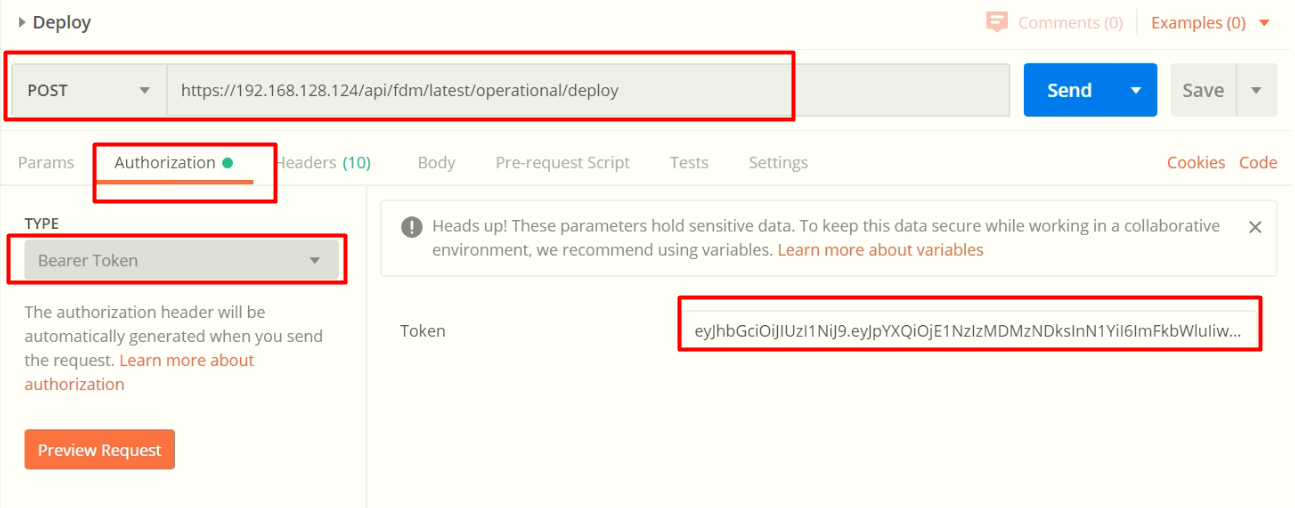 Deploy
Comments (0)
Examples (0)
POST
https://192.168.128.124/api/fdm/latest/operational/deploy
Send
Save
Params
Authorization
Headers (10)
Body
Pre-request Script
Tests
Settings
Cookies
Code
TYPE
Bearer Token
The authorization header will be
automatically generated when you send
the request. Learn more about
authorization
Preview Request
Heads up! These parameters hold sensitive data. To keep this data secure while working in a collaborative
environment, we recommend using variables. Learn more about variables
Token
eyJhbGciOiJIUzI1NiJ9.eyJpYXQiOjE1NzIzMDMzNDksInN1YiI6ImFkbWluIiw...